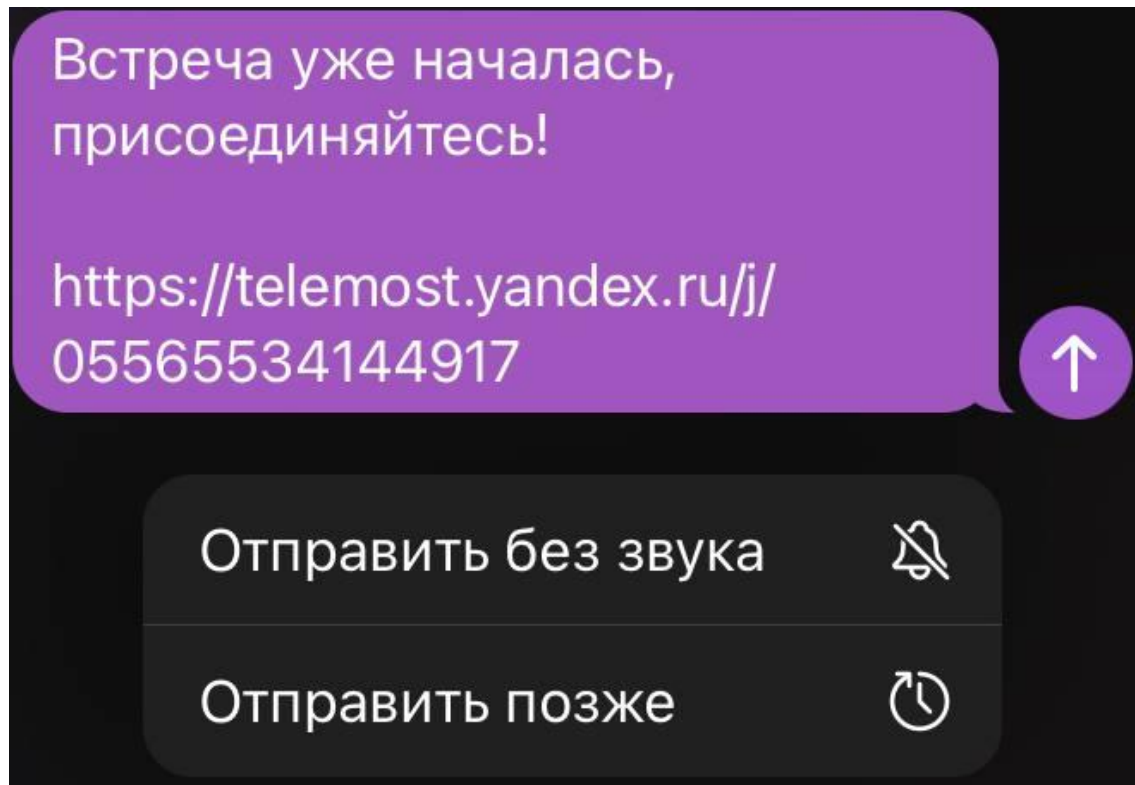 Встреча уже началась,
присоединяйтесь!
https://telemost.yandex.ru/j/
05565534144917
Отправить без звука
Отправить позже